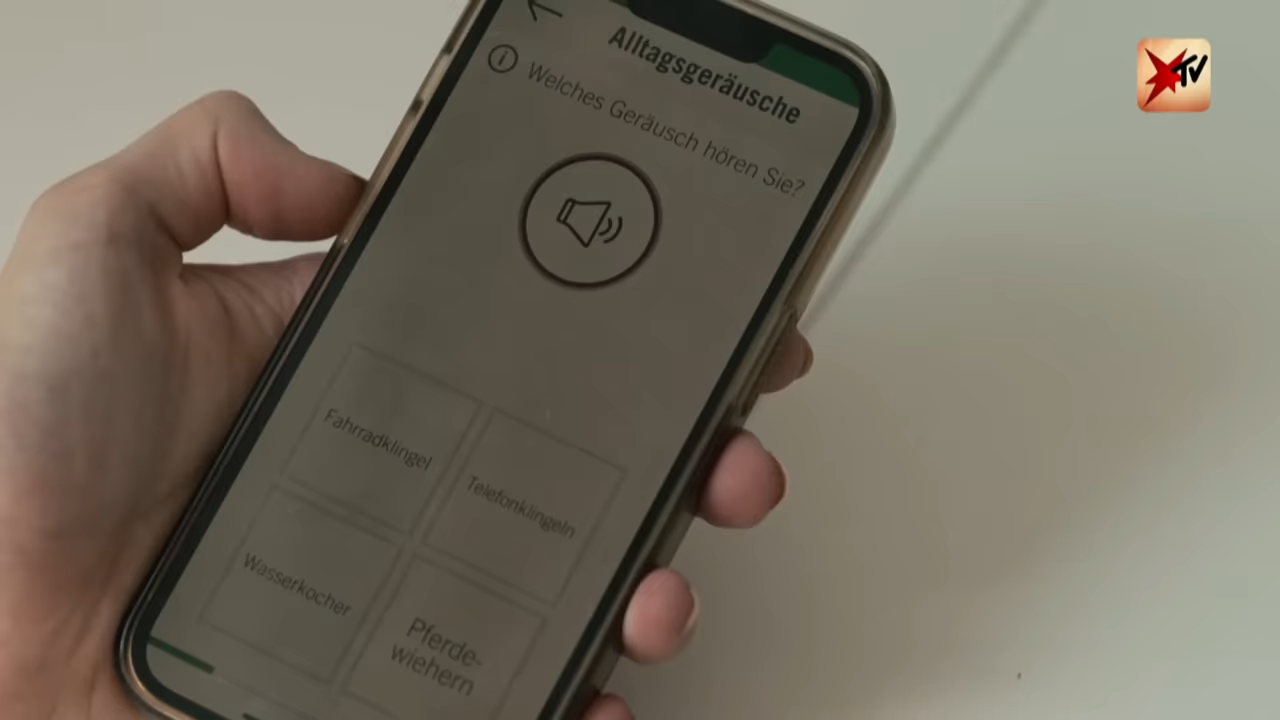 Alltagsgeräusche
Welches Geräusch hören Sie?
Fahrradklingel
Telefonklingeln
Wasserkocher
Pferde-
wiehern
TV